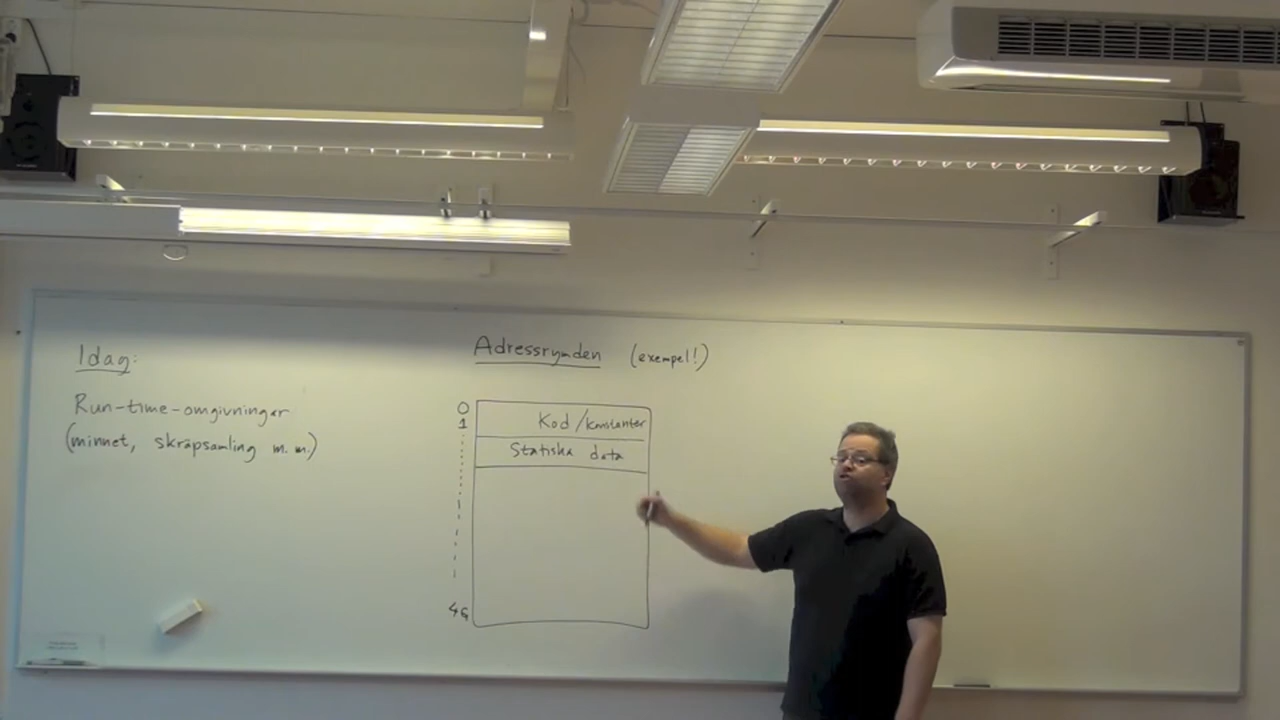 Idag:
Run-time-omgivningar
(minnet, skräpsamling m.m.)
Adressrymden (exempel!)
0
1
Kod/konstanter
Statiska data
4G